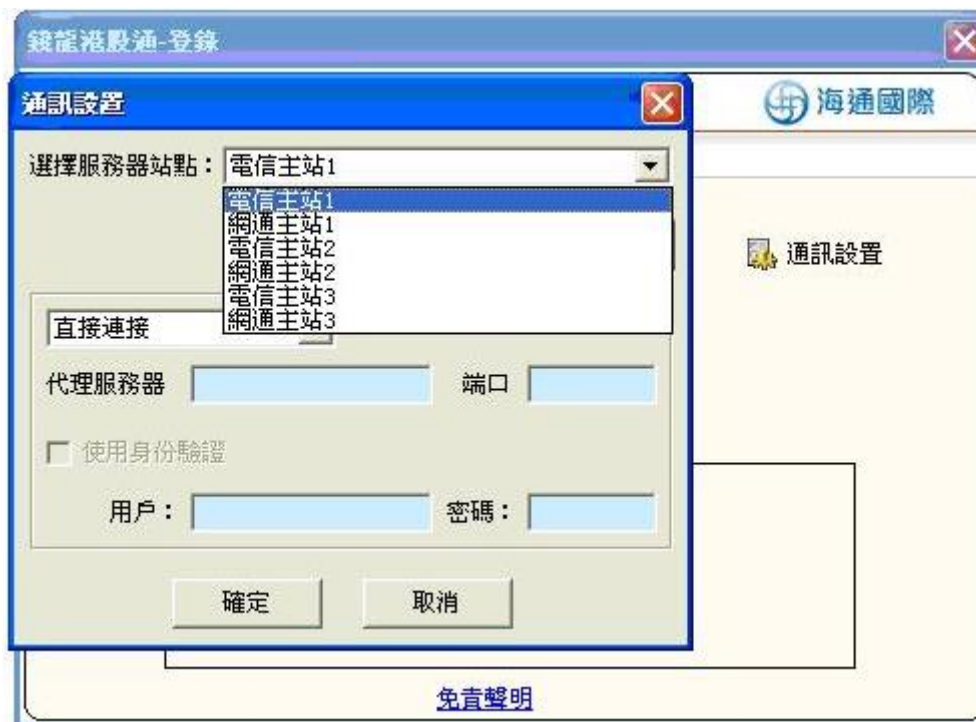 錢龍港股通-登錄
通訊設置
海通國際
選擇服務器站點：電信主站1
電信主站1
網通主站1
電信主站2
網通主站2
電信主站3
網通主站3
通訊設置
直接連接
代理服務器 端口
使用身份驗證
用戶： 密碼：
確定 取消
免責聲明